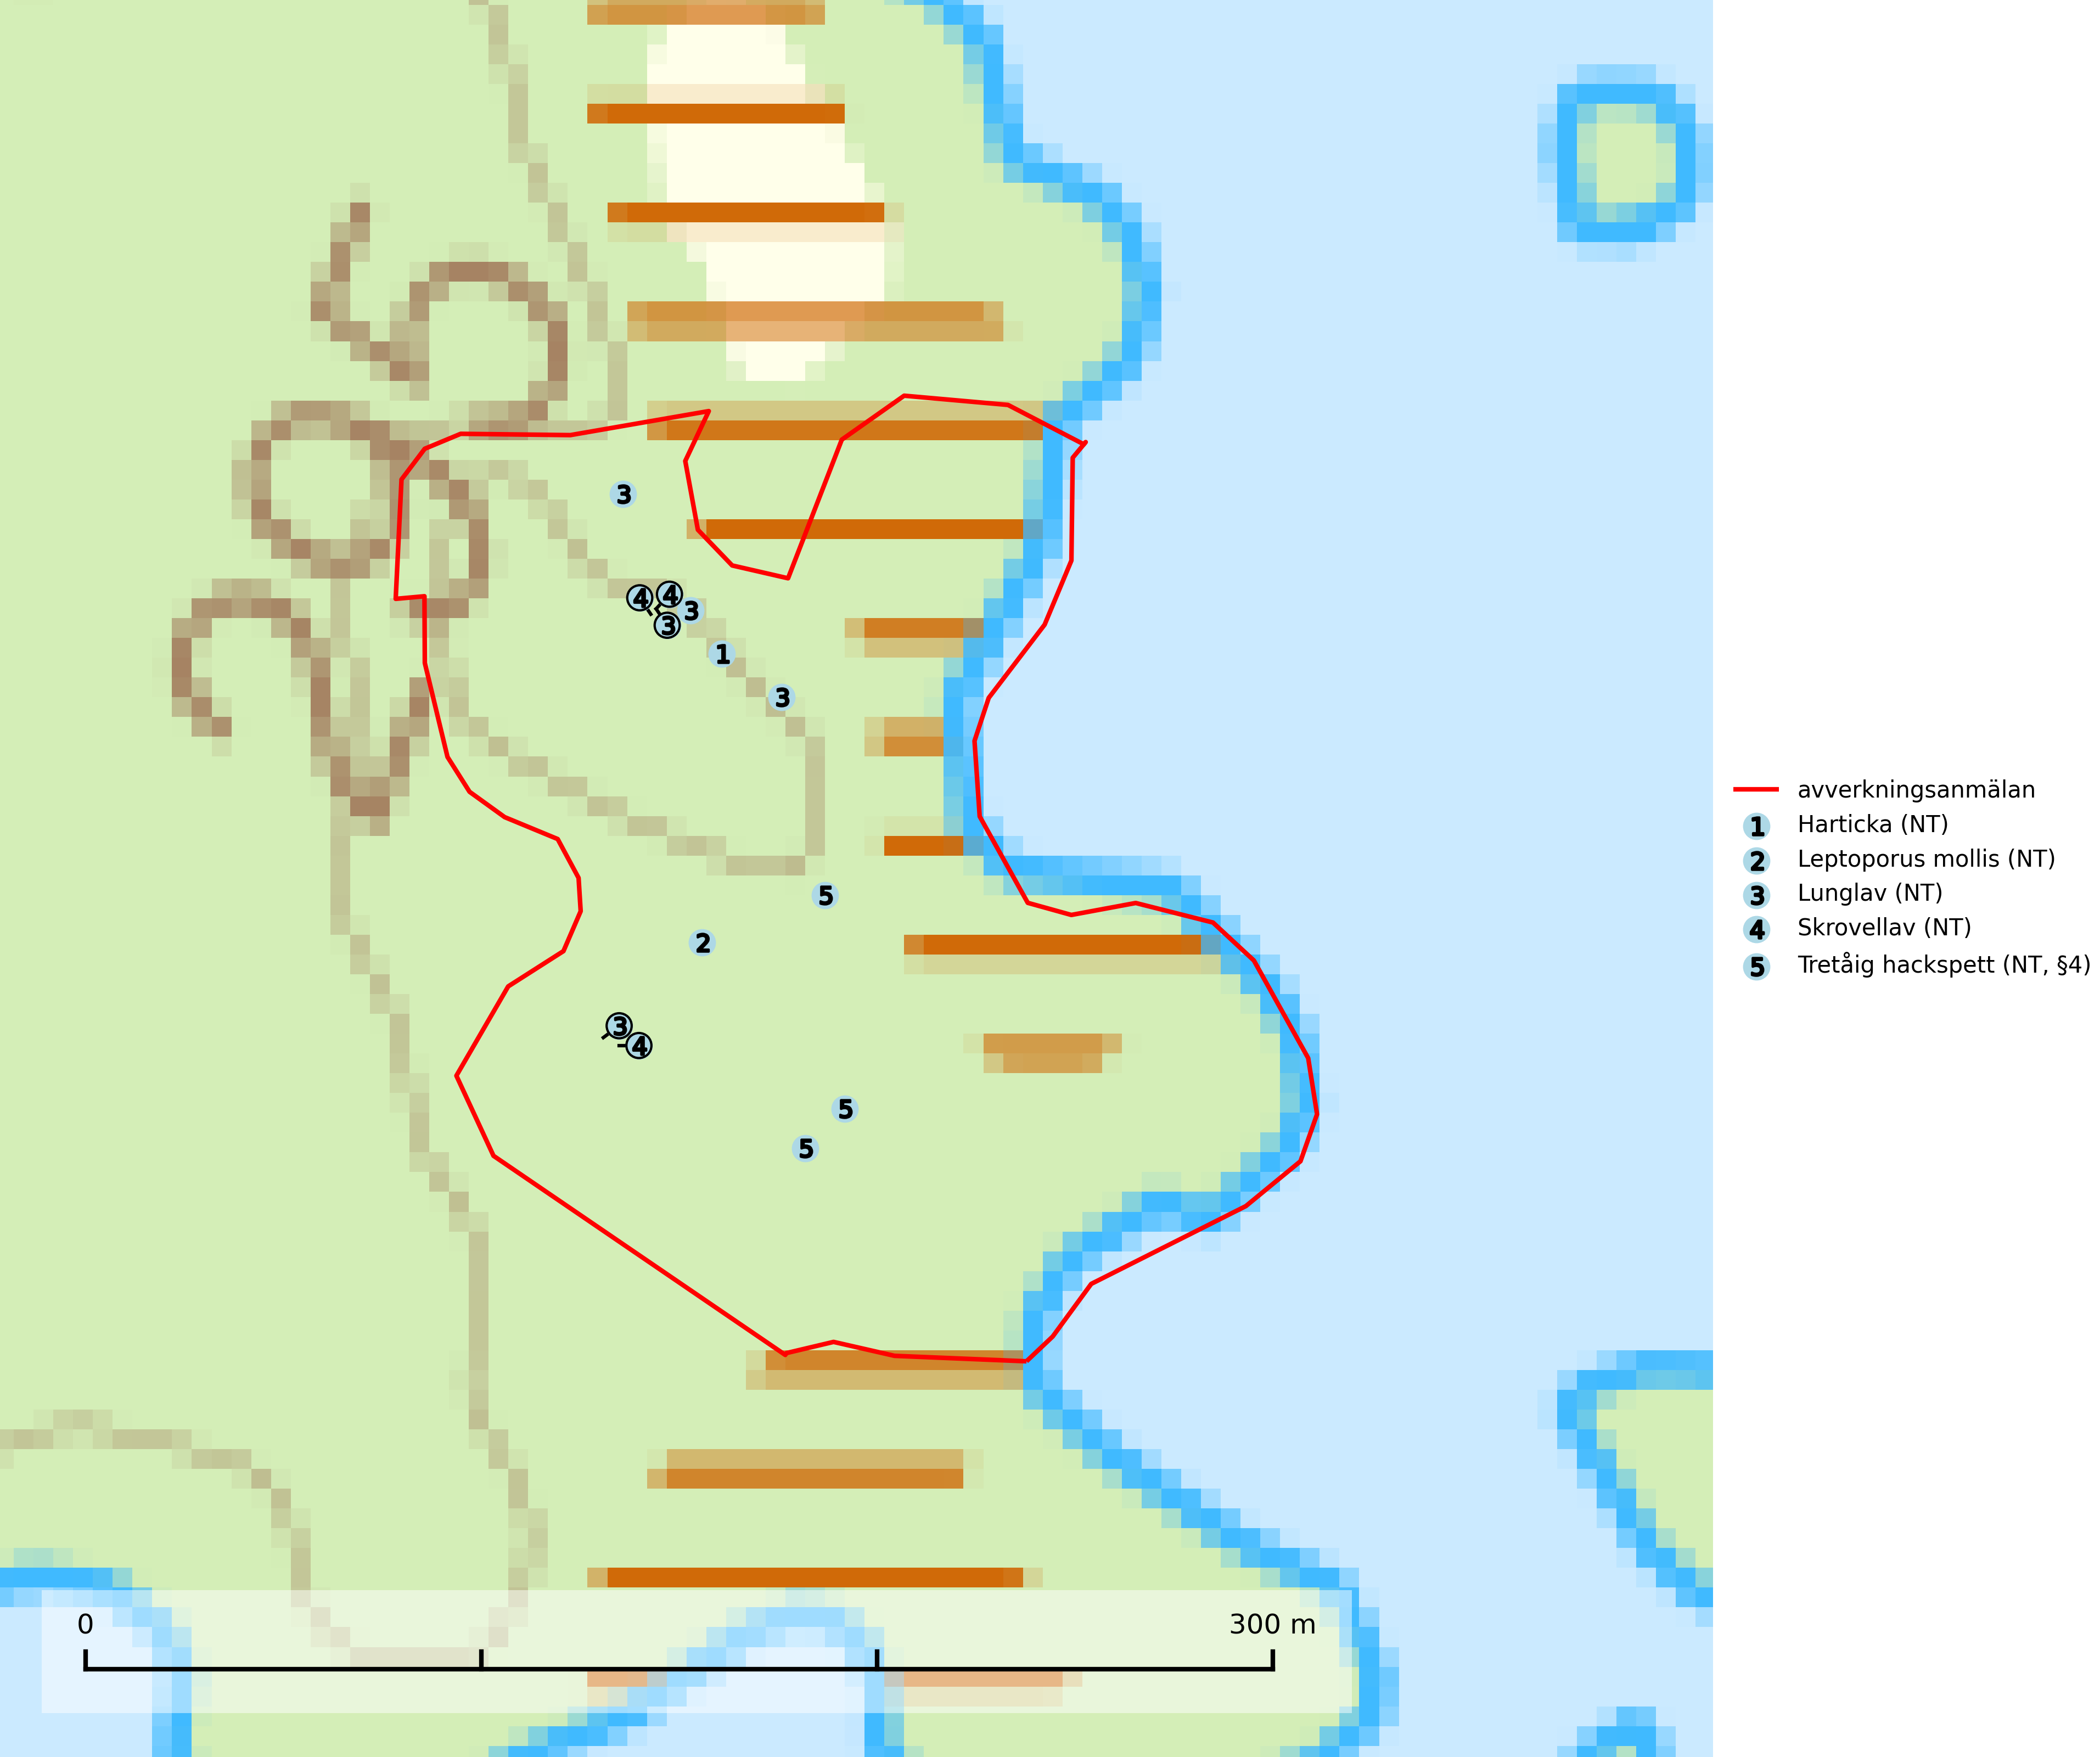 3
4
4
3
3
1
3
5
2
3
4
5
5
avverkningsanmälan
1 Harticka (NT)
2 Leptoporus mollis (NT)
3 Lunglav (NT)
4 Skrovellav (NT)
5 Tretåig hackspett (NT, §4)
0 300 m